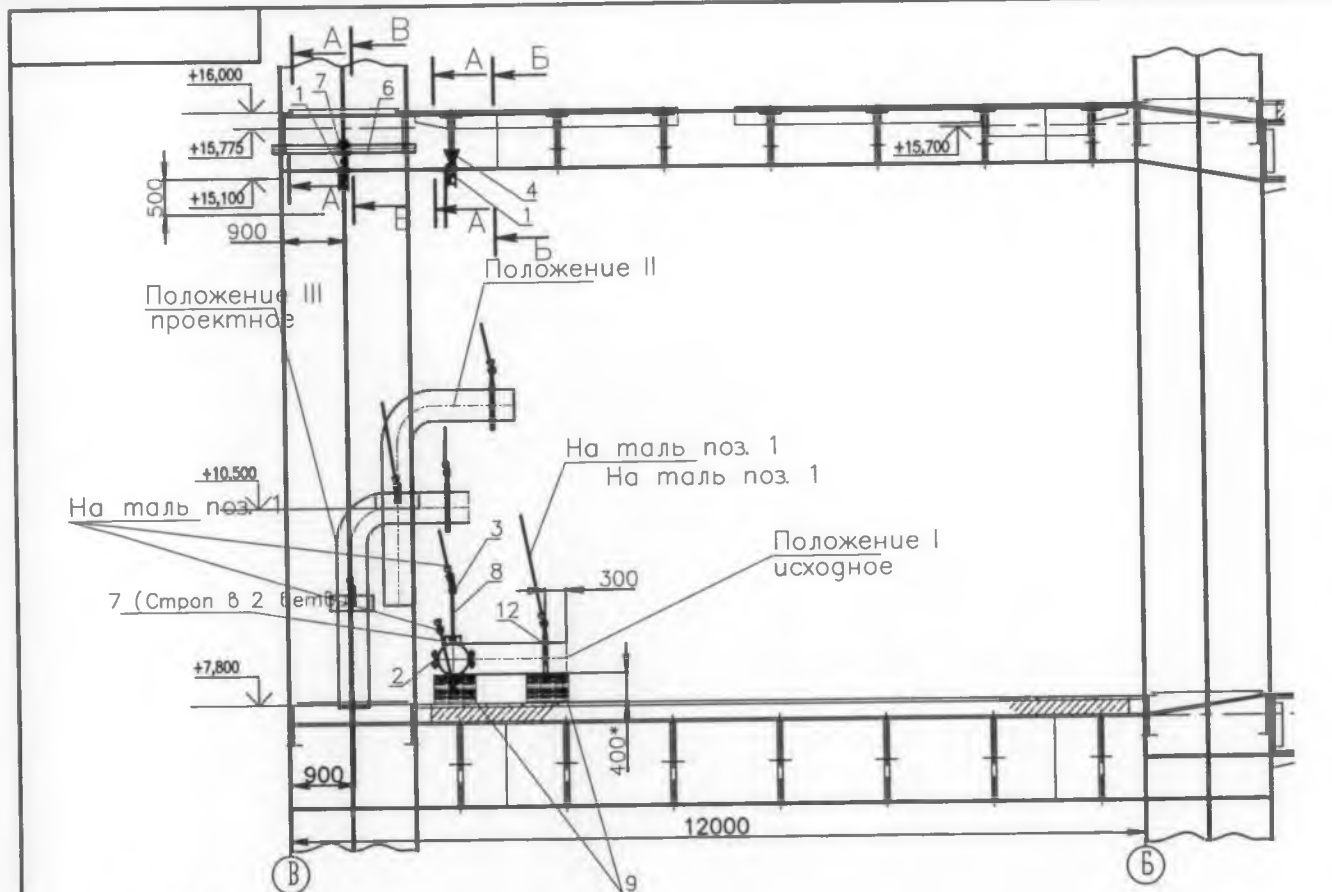 А
В
А
Б
+16,000
1
7
6
+15,775
+15,700
500
+15,100
А
4
В
А
1
900
Б
Положение II
Положение III
проектное
На таль поз. 1
На таль поз. 1
+10.500
На таль поз. 1
3
Положение I
исходное
8
300
7 (Строп в 2
12
2
+7,800
400*
900
12000
В
Б
9